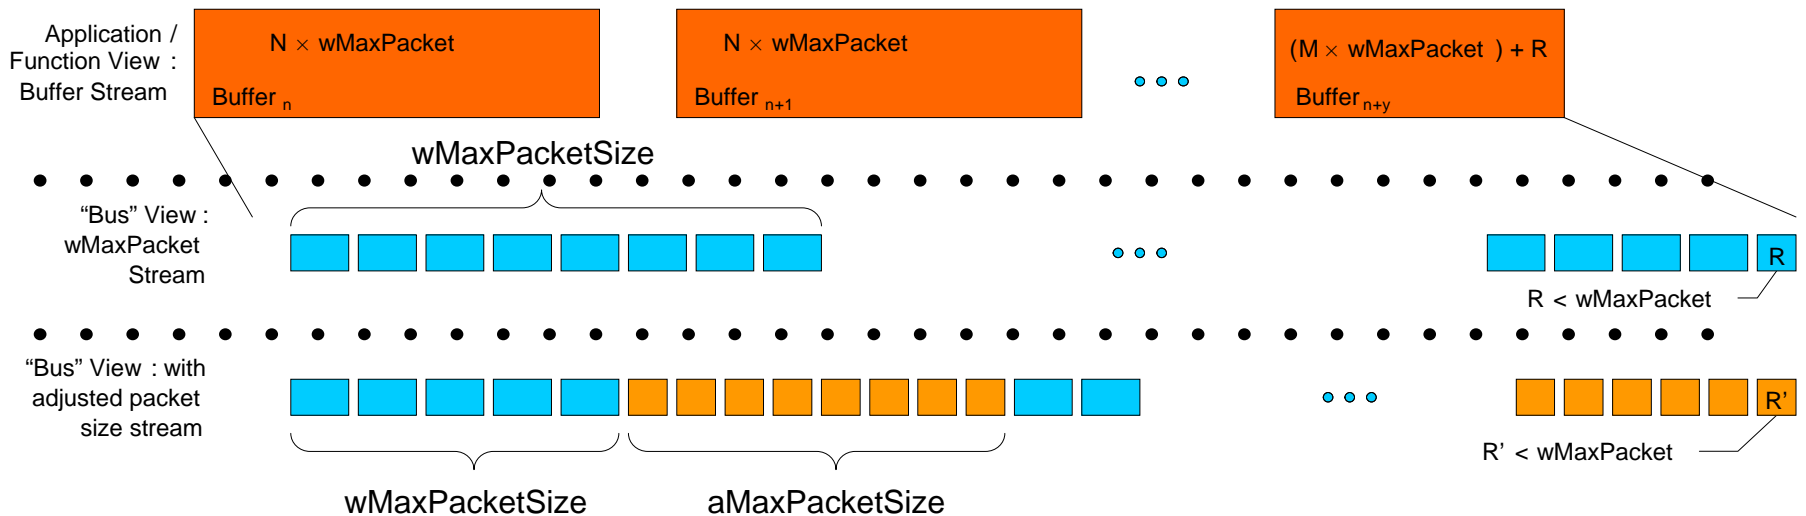 Application /
Function View :
Buffer Stream
N × wMaxPacket
Buffer n
N × wMaxPacket
Buffer n+1
(M × wMaxPacket ) + R
Buffer n+y
wMaxPacketSize
“Bus” View :
wMaxPacket
Stream
R
R < wMaxPacket
“Bus” View : with
adjusted packet
size stream
R’
R’ < wMaxPacket
wMaxPacketSize
aMaxPacketSize